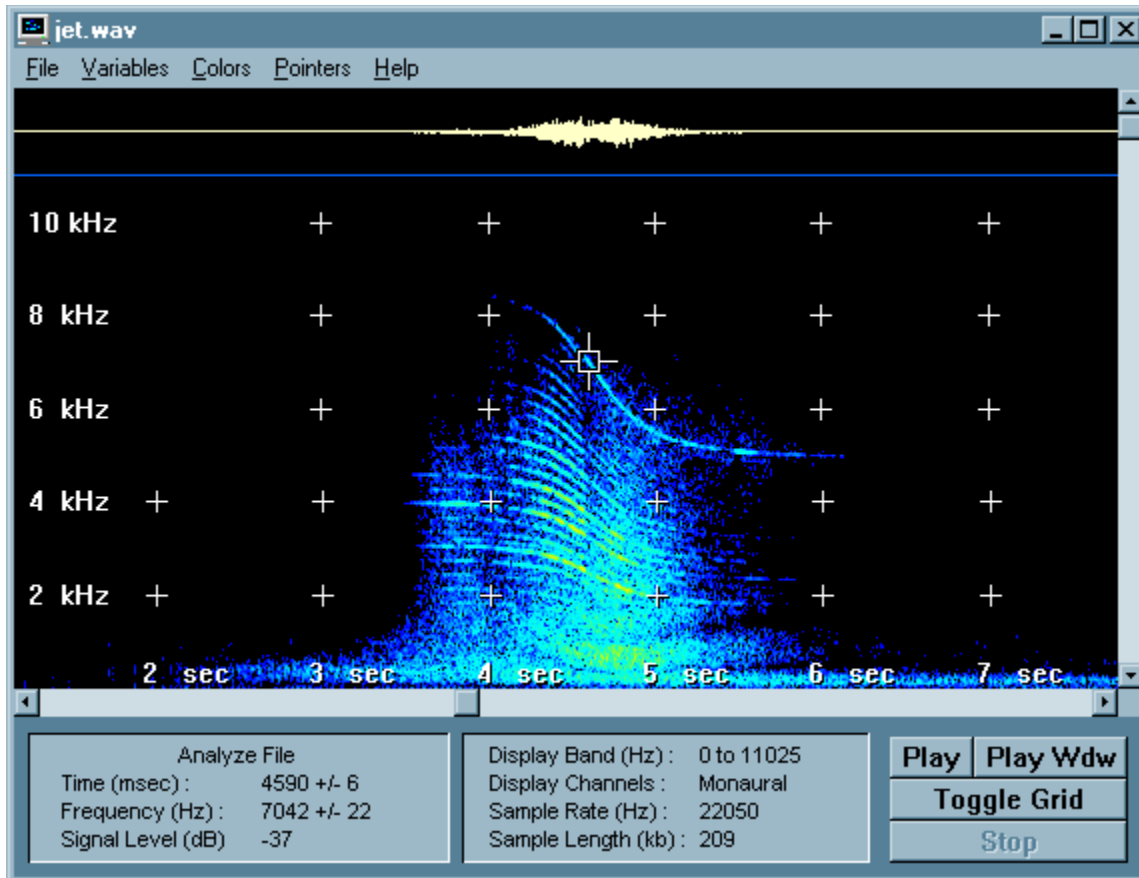 jet.wav
File Variables Colors Pointers Help
10 kHz
8 kHz
6 kHz
4 kHz
2 kHz
2 sec 3 sec 4 sec 5 sec 6 sec 7 sec
Analyze File
Time (msec) : 4590 +/- 6
Frequency (Hz) : 7042 +/- 22
Signal Level (dB) -37
Display Band (Hz) : 0 to 11025
Display Channels : Monaural
Sample Rate (Hz) : 22050
Sample Length (kb) : 209
Play Play Wdw
Toggle Grid
Stop